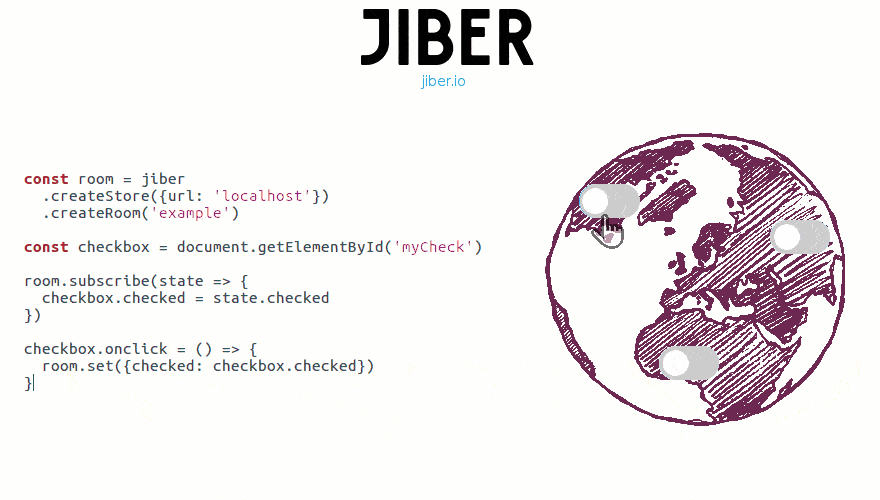 JIBER
jiber.io
const room = jiber
.createStore({url: 'localhost'})
.createRoom('example')
const checkbox = document.getElementById('myCheck')
room.subscribe(state => {
checkbox.checked = state.checked
})
checkbox.onclick = () => {
room.set({checked: checkbox.checked})
}